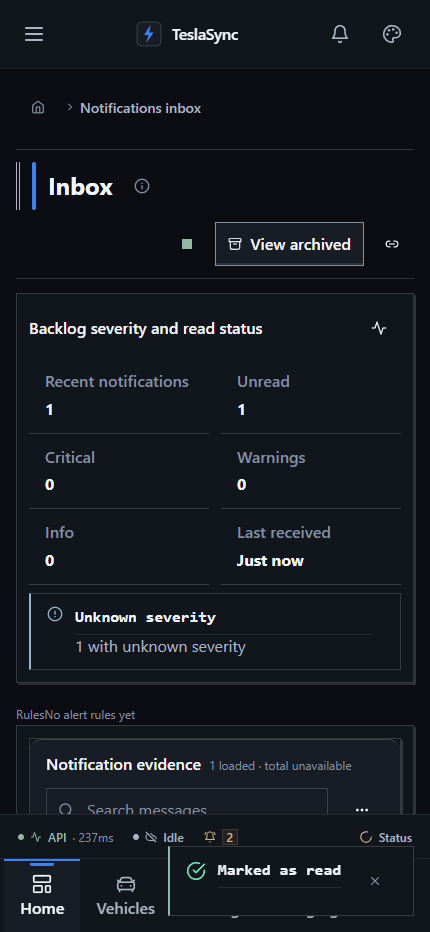 TeslaSync
Notifications inbox
Inbox
View archived
Backlog severity and read status
Recent notifications
1
Unread
1
Critical
0
Warnings
0
Info
0
Last received
Just now
Unknown severity
1 with unknown severity
RulesNo alert rules yet
Notification evidence 1 loaded · total unavailable
Search messages
API · 237ms Idle 2 Status
Marked as read
Home
Vehicles